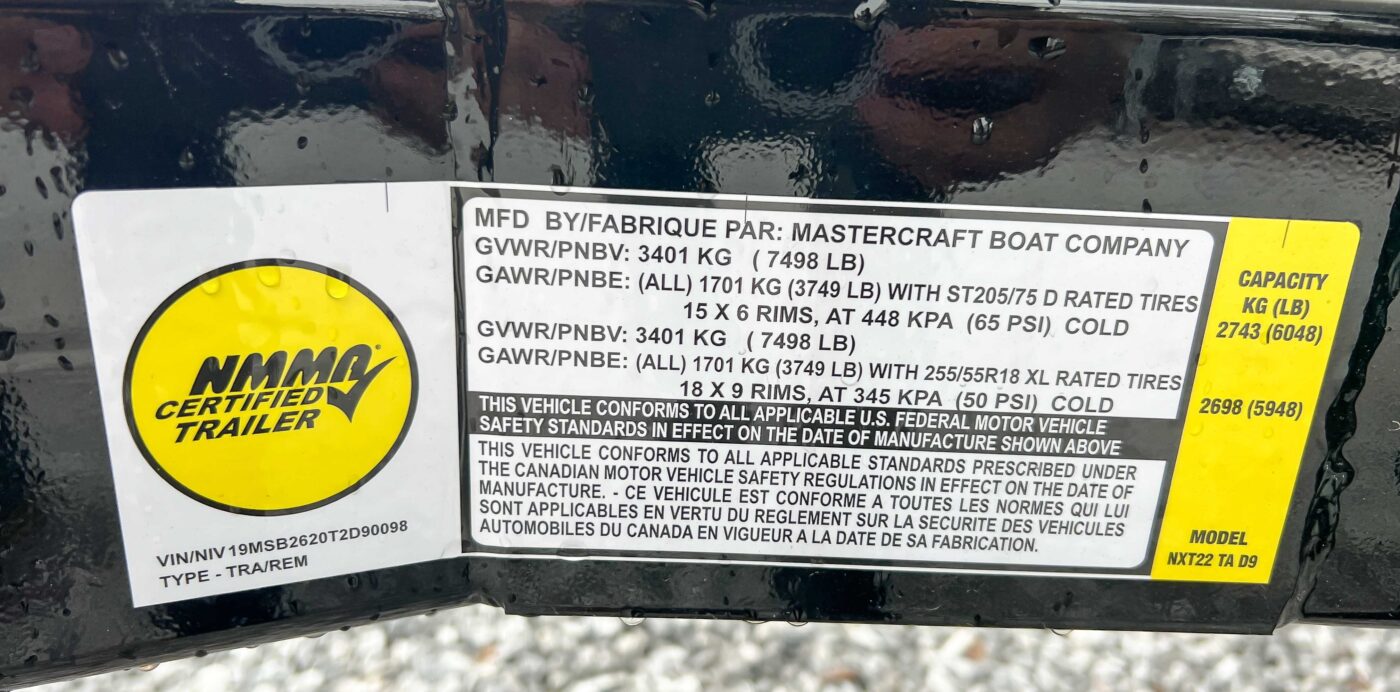 NMMA®
CERTIFIED
TRAILER
VIN/NIV 19MSB2620T2D90098
TYPE - TRA/REM
MFD BY/FABRIQUE PAR: MASTERCRAFT BOAT COMPANY
GVWR/PNBV: 3401 KG ( 7498 LB)
GAWR/PNBE: (ALL) 1701 KG (3749 LB) WITH ST205/75 D RATED TIRES
15 X 6 RIMS, AT 448 KPA (65 PSI) COLD
GVWR/PNBV: 3401 KG ( 7498 LB)
GAWR/PNBE: (ALL) 1701 KG (3749 LB) WITH 255/55R18 XL RATED TIRES
18 X 9 RIMS, AT 345 KPA (50 PSI) COLD
THIS VEHICLE CONFORMS TO ALL APPLICABLE U.S. FEDERAL MOTOR VEHICLE
SAFETY STANDARDS IN EFFECT ON THE DATE OF MANUFACTURE SHOWN ABOVE
THIS VEHICLE CONFORMS TO ALL APPLICABLE STANDARDS PRESCRIBED UNDER
THE CANADIAN MOTOR VEHICLE SAFETY REGULATIONS IN EFFECT ON THE DATE OF
MANUFACTURE. - CE VEHICULE EST CONFORME A TOUTES LES NORMES QUI LUI
SONT APPLICABLES EN VERTU DU REGLEMENT SUR LA SECURITE DES VEHICULES
AUTOMOBILES DU CANADA EN VIGUEUR A LA DATE DE SA FABRICATION.
CAPACITY
KG (LB)
2743 (6048)
2698 (5948)
MODEL
NXT22 TA D9